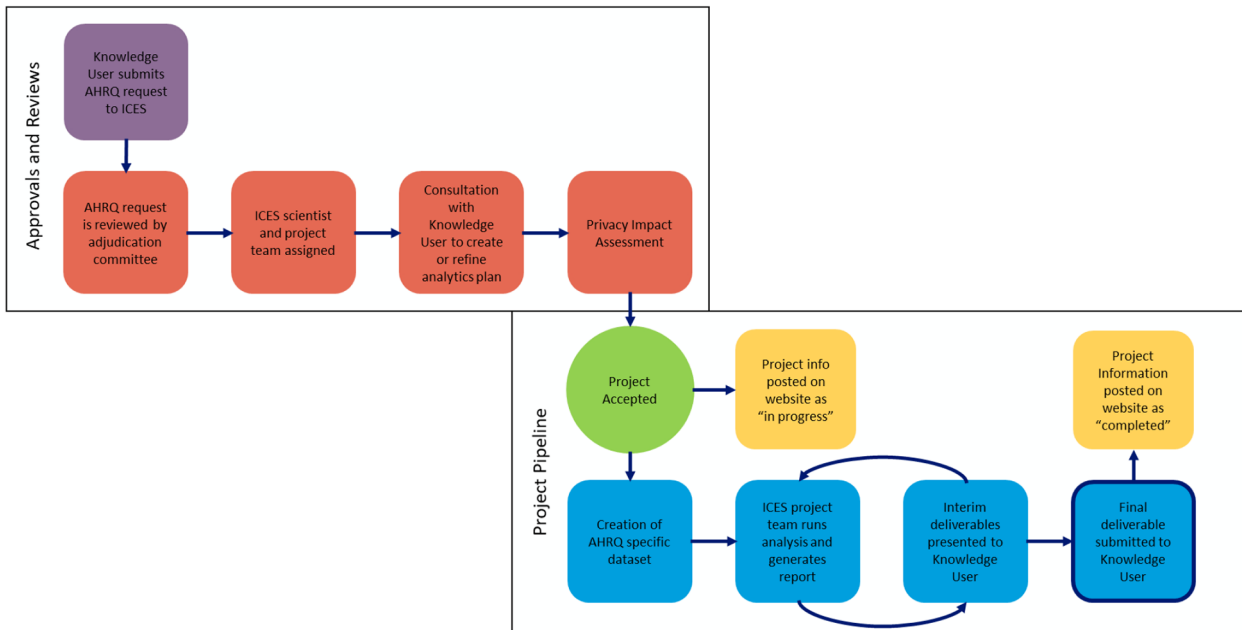 Approvals and Reviews
Knowledge
User submits
AHRQ request
to ICES
AHRQ request
is reviewed by
adjudication
committee
ICES scientist
and project
team assigned
Consultation
with
Knowledge
User to create
or refine
analytics plan
Privacy Impact
Assessment
Project Pipeline
Project
Accepted
Project info
posted on
website as
“in progress”
Project
Information
posted on
website as
“completed”
Creation of
AHRQ specific
dataset
ICES project
team runs
analysis and
generates
report
Interim
deliverables
presented to
Knowledge
User
Final
deliverable
submitted to
Knowledge
User